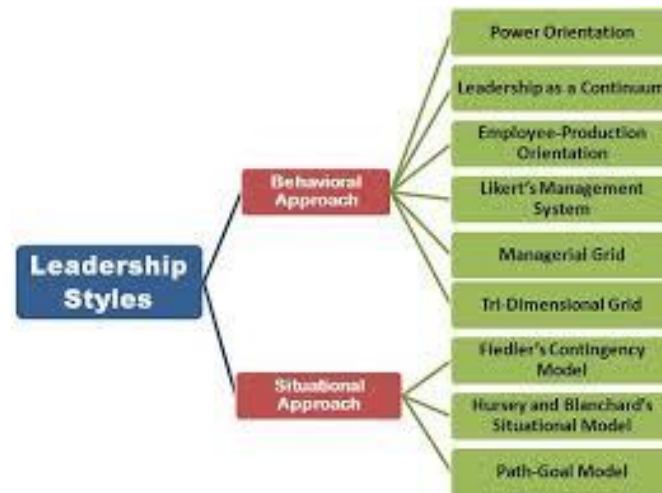 Leadership
Styles
Behavioral
Approach
Power Orientation
Leadership as a Continuum
Employee-Production
Orientation
Likert's Management
System
Managerial Grid
Tri-Dimensional Grid
Situational
Approach
Fiedler's Contingency
Model
Hursey and Blanchard's
Situational Model
Path-Goal Model